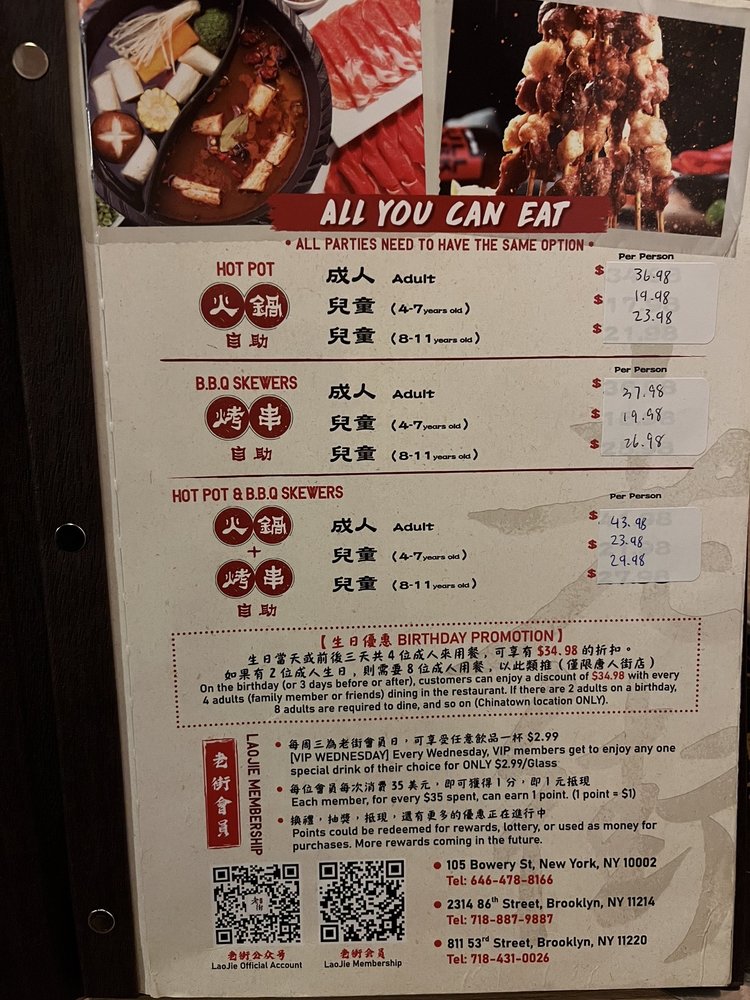 ALL YOU CAN EAT
• ALL PARTIES NEED TO HAVE THE SAME OPTION •
Per Person
HOT POT
火鍋
自助
成人 Adult $ 36.98
兒童 (4-7years old) $ 19.98
兒童 (8-11years old) $ 23.98
Per Person
B.B.Q SKEWERS
烤串
自助
成人 Adult $ 37.98
兒童 (4-7years old) $ 19.98
兒童 (8-11years old) $ 26.98
Per Person
HOT POT & B.B.Q SKEWERS
火鍋
+
烤串
自助
成人 Adult $ 43.98
兒童 (4-7years old) $ 23.98
兒童 (8-11years old) $ 29.98
【生日優惠 BIRTHDAY PROMOTION】
生日當天或前後三天共4位成人來用餐，可享有 $34.98 的折扣。
如果有2位成人生日，則需要8位成人用餐，以此類推（僅限唐人街店）
On the birthday (or 3 days before or after), customers can enjoy a discount of $34.98 with every
4 adults (family member or friends) dining in the restaurant. If there are 2 adults on a birthday,
8 adults are required to dine, and so on (Chinatown location ONLY).
老街會員
LAOJIE MEMBERSHIP
• 每周三為老街會員日，可享受任意飲品一杯 $2.99
[VIP WEDNESDAY] Every Wednesday, VIP members get to enjoy any one
special drink of their choice for ONLY $2.99/Glass
• 每位會員每次消費35美元，即可獲得1分，即1元抵現
Each member, for every $35 spent, can earn 1 point. (1 point = $1)
• 換禮，抽獎，抵現，還有更多的優惠正在進行中
Points could be redeemed for rewards, lottery, or used as money for
purchases. More rewards coming in the future.
老街公众号
LaoJie Official Account
老街会员
LaoJie Membership
• 105 Bowery St, New York, NY 10002
Tel: 646-478-8166
• 2314 86th Street, Brooklyn, NY 11214
Tel: 718-887-9887
• 811 53rd Street, Brooklyn, NY 11220
Tel: 718-431-0026